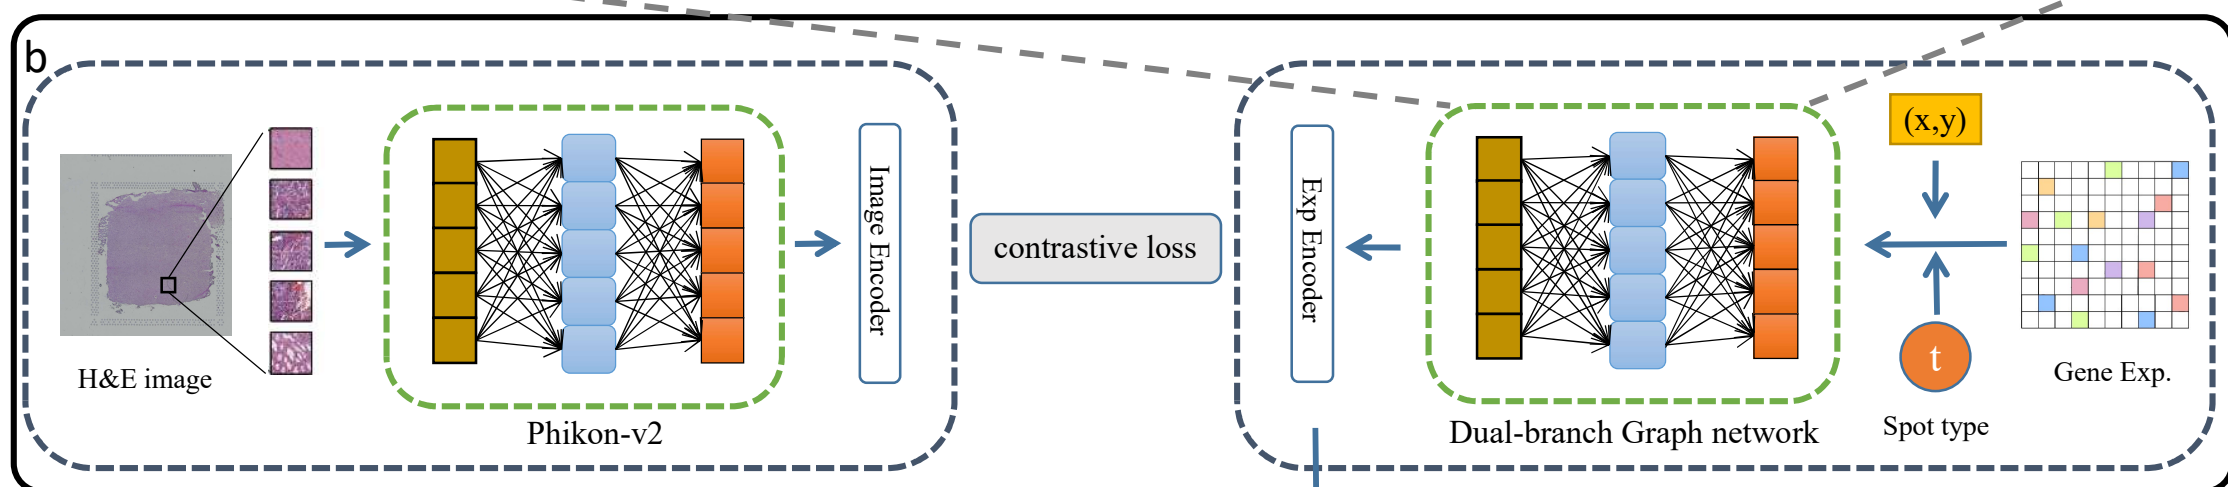 b
H&E image
Phikon-v2
Image Encoder
contrastive loss
Exp Encoder
Dual-branch Graph network
(x,y)
t
Spot type
Gene Exp.